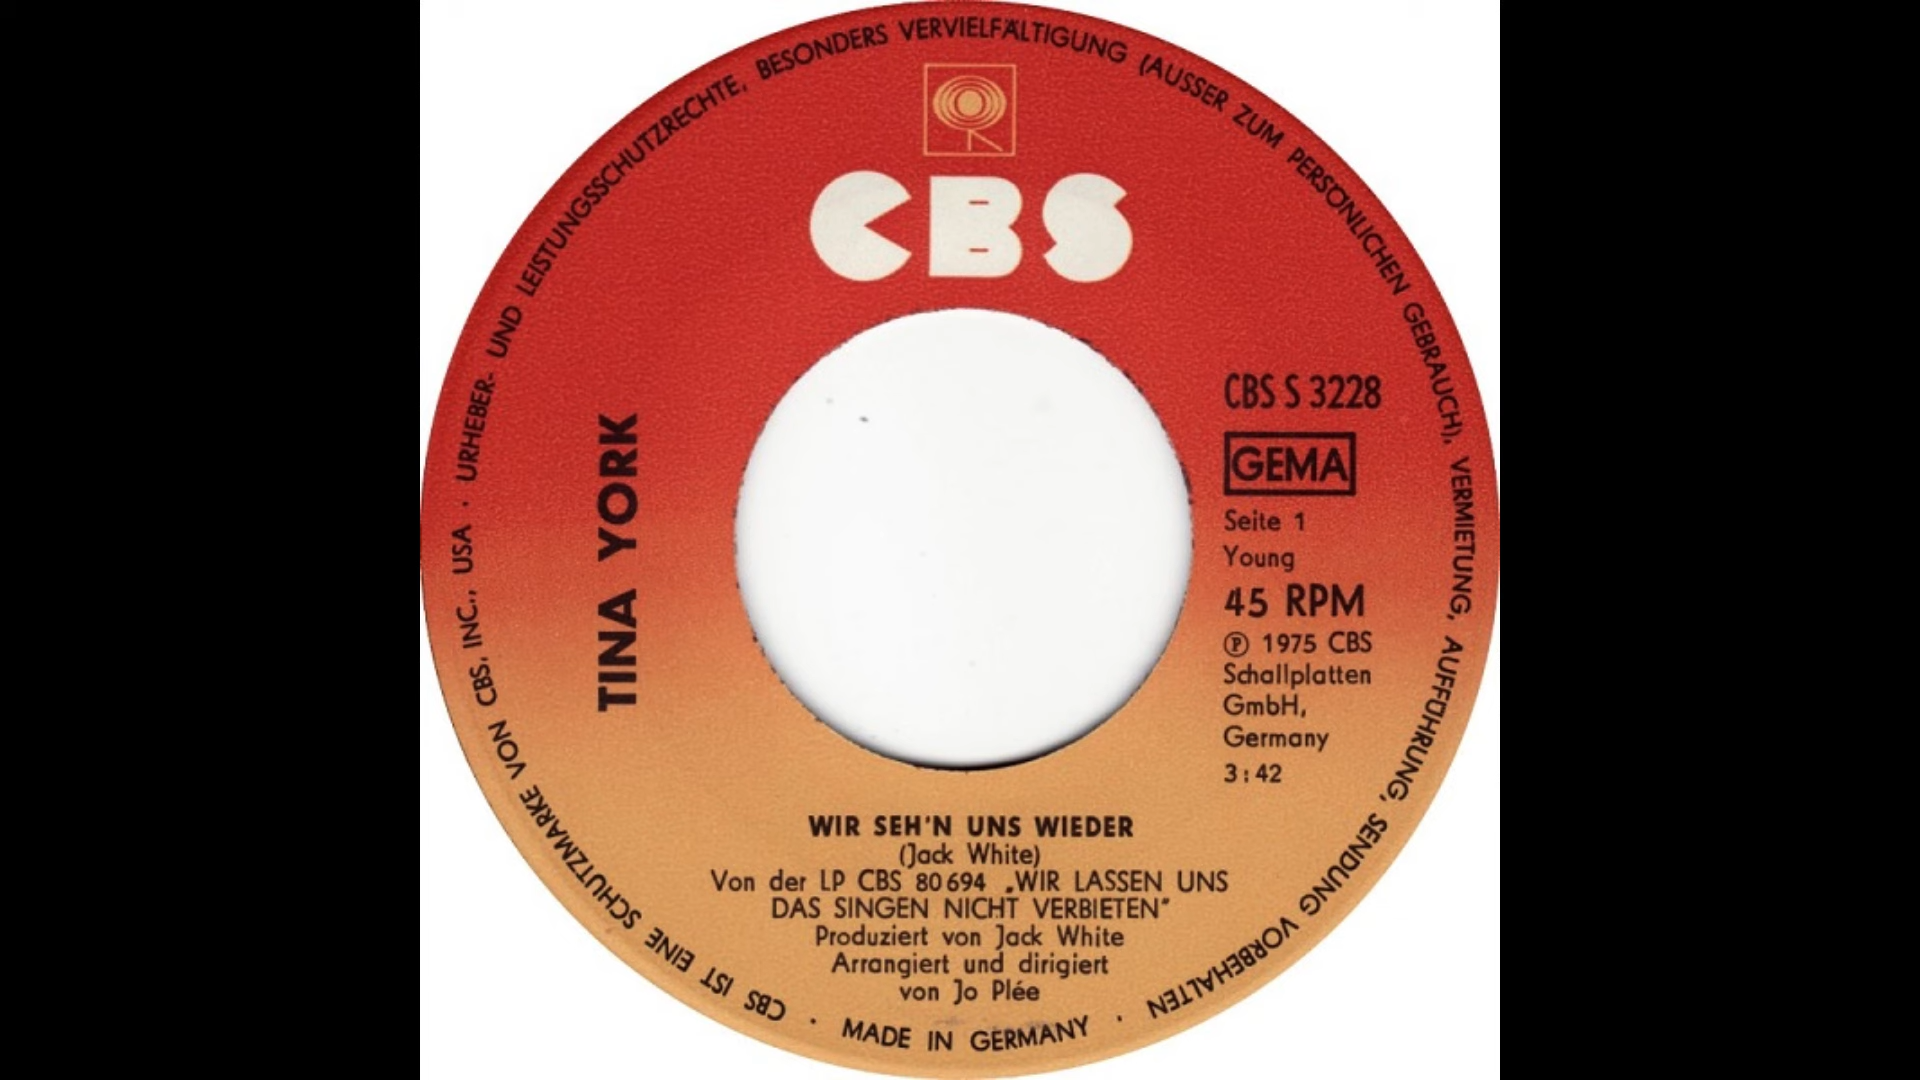 CBS IST EINE SCHUTZMARKE VON CBS, INC., USA · URHEBER- UND LEISTUNGSSCHUTZRECHTE, BESONDERS VERVIELFÄLTIGUNG (AUSSER ZUM PERSÖNLICHEN GEBRAUCH), VERMIETUNG, AUFFÜHRUNG, SENDUNG VORBEHALTEN
CBS
TINA YORK
CBS S 3228
GEMA
Seite 1
Young
45 RPM
Ⓟ 1975 CBS
Schallplatten
GmbH,
Germany
3:42
WIR SEH'N UNS WIEDER
(Jack White)
Von der LP CBS 80 694 „WIR LASSEN UNS
DAS SINGEN NICHT VERBIETEN"
Produziert von Jack White
Arrangiert und dirigiert
von Jo Plée
· MADE IN GERMANY ·